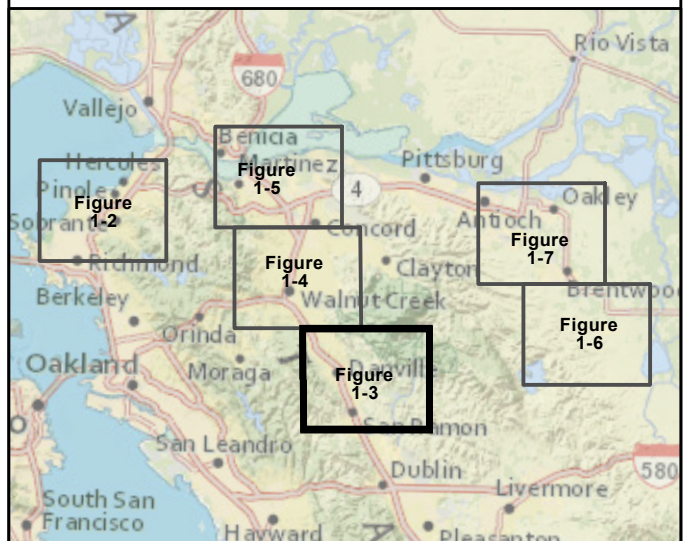 Rio Vista
680
Vallejo
Benicia
Hercules
Martinez
Pittsburg
Figure
1-5
4
Pinole
Figure
1-2
Oakley
Antioch
Sobrante
Concord
Figure
1-7
Richmond
Figure
1-4
Clayton
Berkeley
Walnut Creek
Brentwoo
Orinda
Figure
1-6
Oakland
Moraga
Danville
Figure
1-3
San Ramon
San Leandro
Dublin
580
Livermore
South San
Francisco
Hayward
Pleasanton